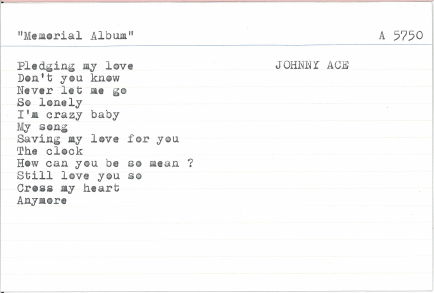 "Memorial Album" A 5750
Pledging my love JOHNNY ACE
Don't you know
Never let me go
So lonely
I'm crazy baby
My song
Saving my love for you
The clock
How can you be so mean ?
Still love you so
Cross my heart
Anymore